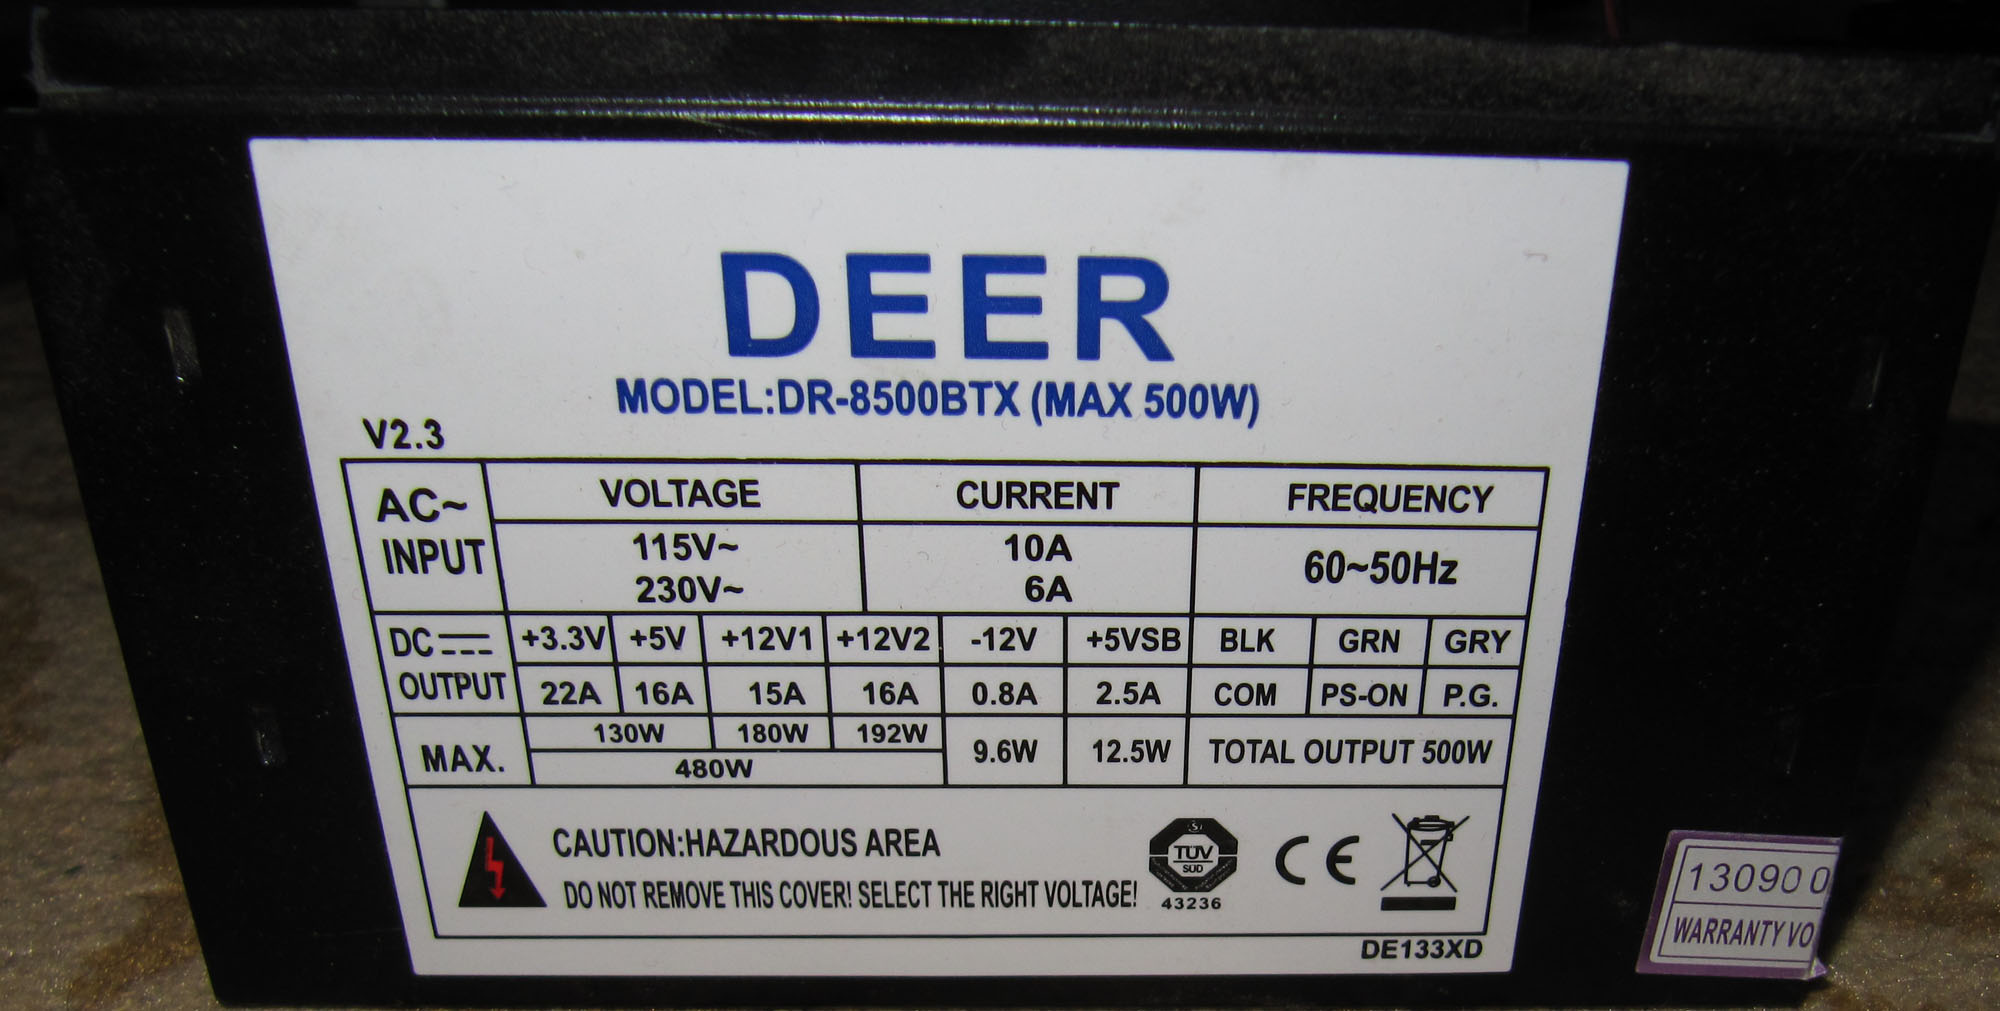 DEER
MODEL:DR-8500BTX (MAX 500W)
V2.3
AC~ INPUT VOLTAGE CURRENT FREQUENCY
115V~ 10A 60~50Hz
230V~ 6A
DC OUTPUT +3.3V +5V +12V1 +12V2 -12V +5VSB BLK GRN GRY
22A 16A 15A 16A 0.8A 2.5A COM PS-ON P.G.
MAX. 130W 180W 192W 9.6W 12.5W TOTAL OUTPUT 500W
480W
CAUTION:HAZARDOUS AREA
DO NOT REMOVE THIS COVER! SELECT THE RIGHT VOLTAGE!
TÜV
SÜD
43236
CE
DE133XD
13090 0
WARRANTY VO